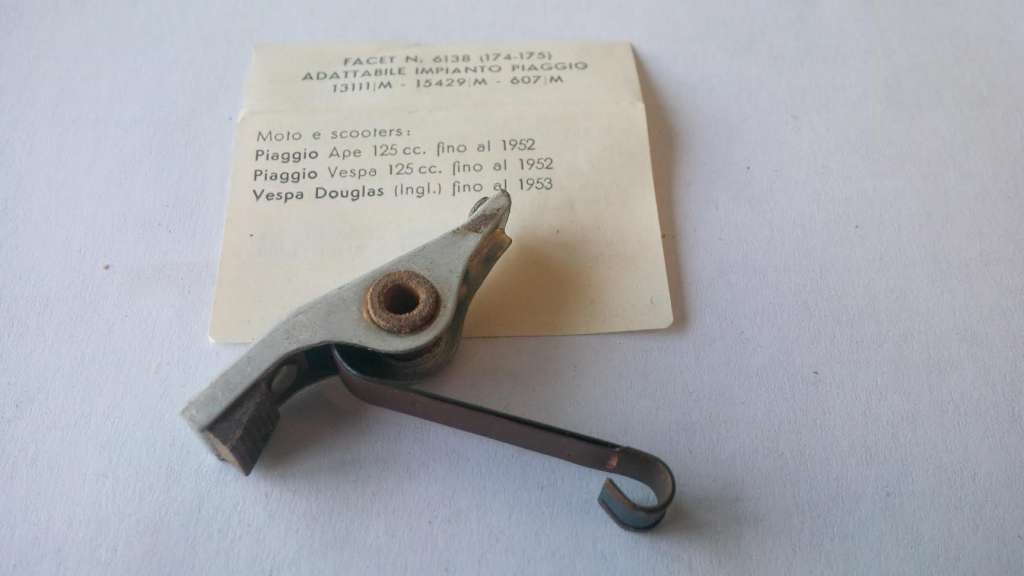 FACET N. 6138 (174-175)
ADATTABILE IMPIANTO PIAGGIO
13111/M - 15429/M - 607/M
Moto e scooters:
Piaggio Ape 125 cc. fino al 1952
Piaggio Vespa 125 cc. fino al 1952
Vespa Douglas (Ingl.) fino al 1953